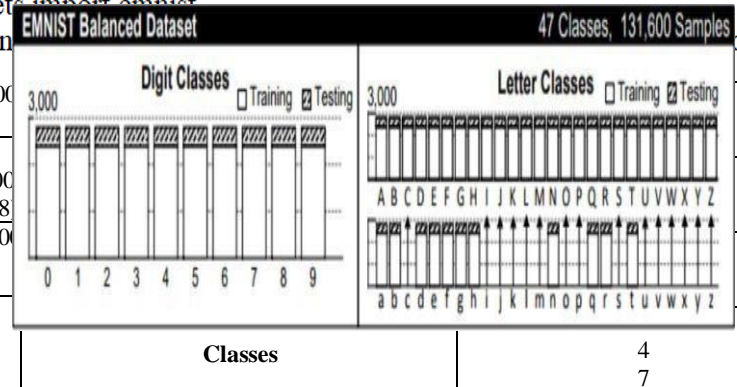 EMNIST Balanced Dataset 47 Classes, 131,600 Samples
Digit Classes
Training Testing
3,000
0 1 2 3 4 5 6 7 8 9
Letter Classes
Training Testing
3,000
A B C D E F G H I J K L M N O P Q R S T U V W X Y Z
a b c d e f g h i j k l m n o p q r s t u v w x y z
Classes 4
7